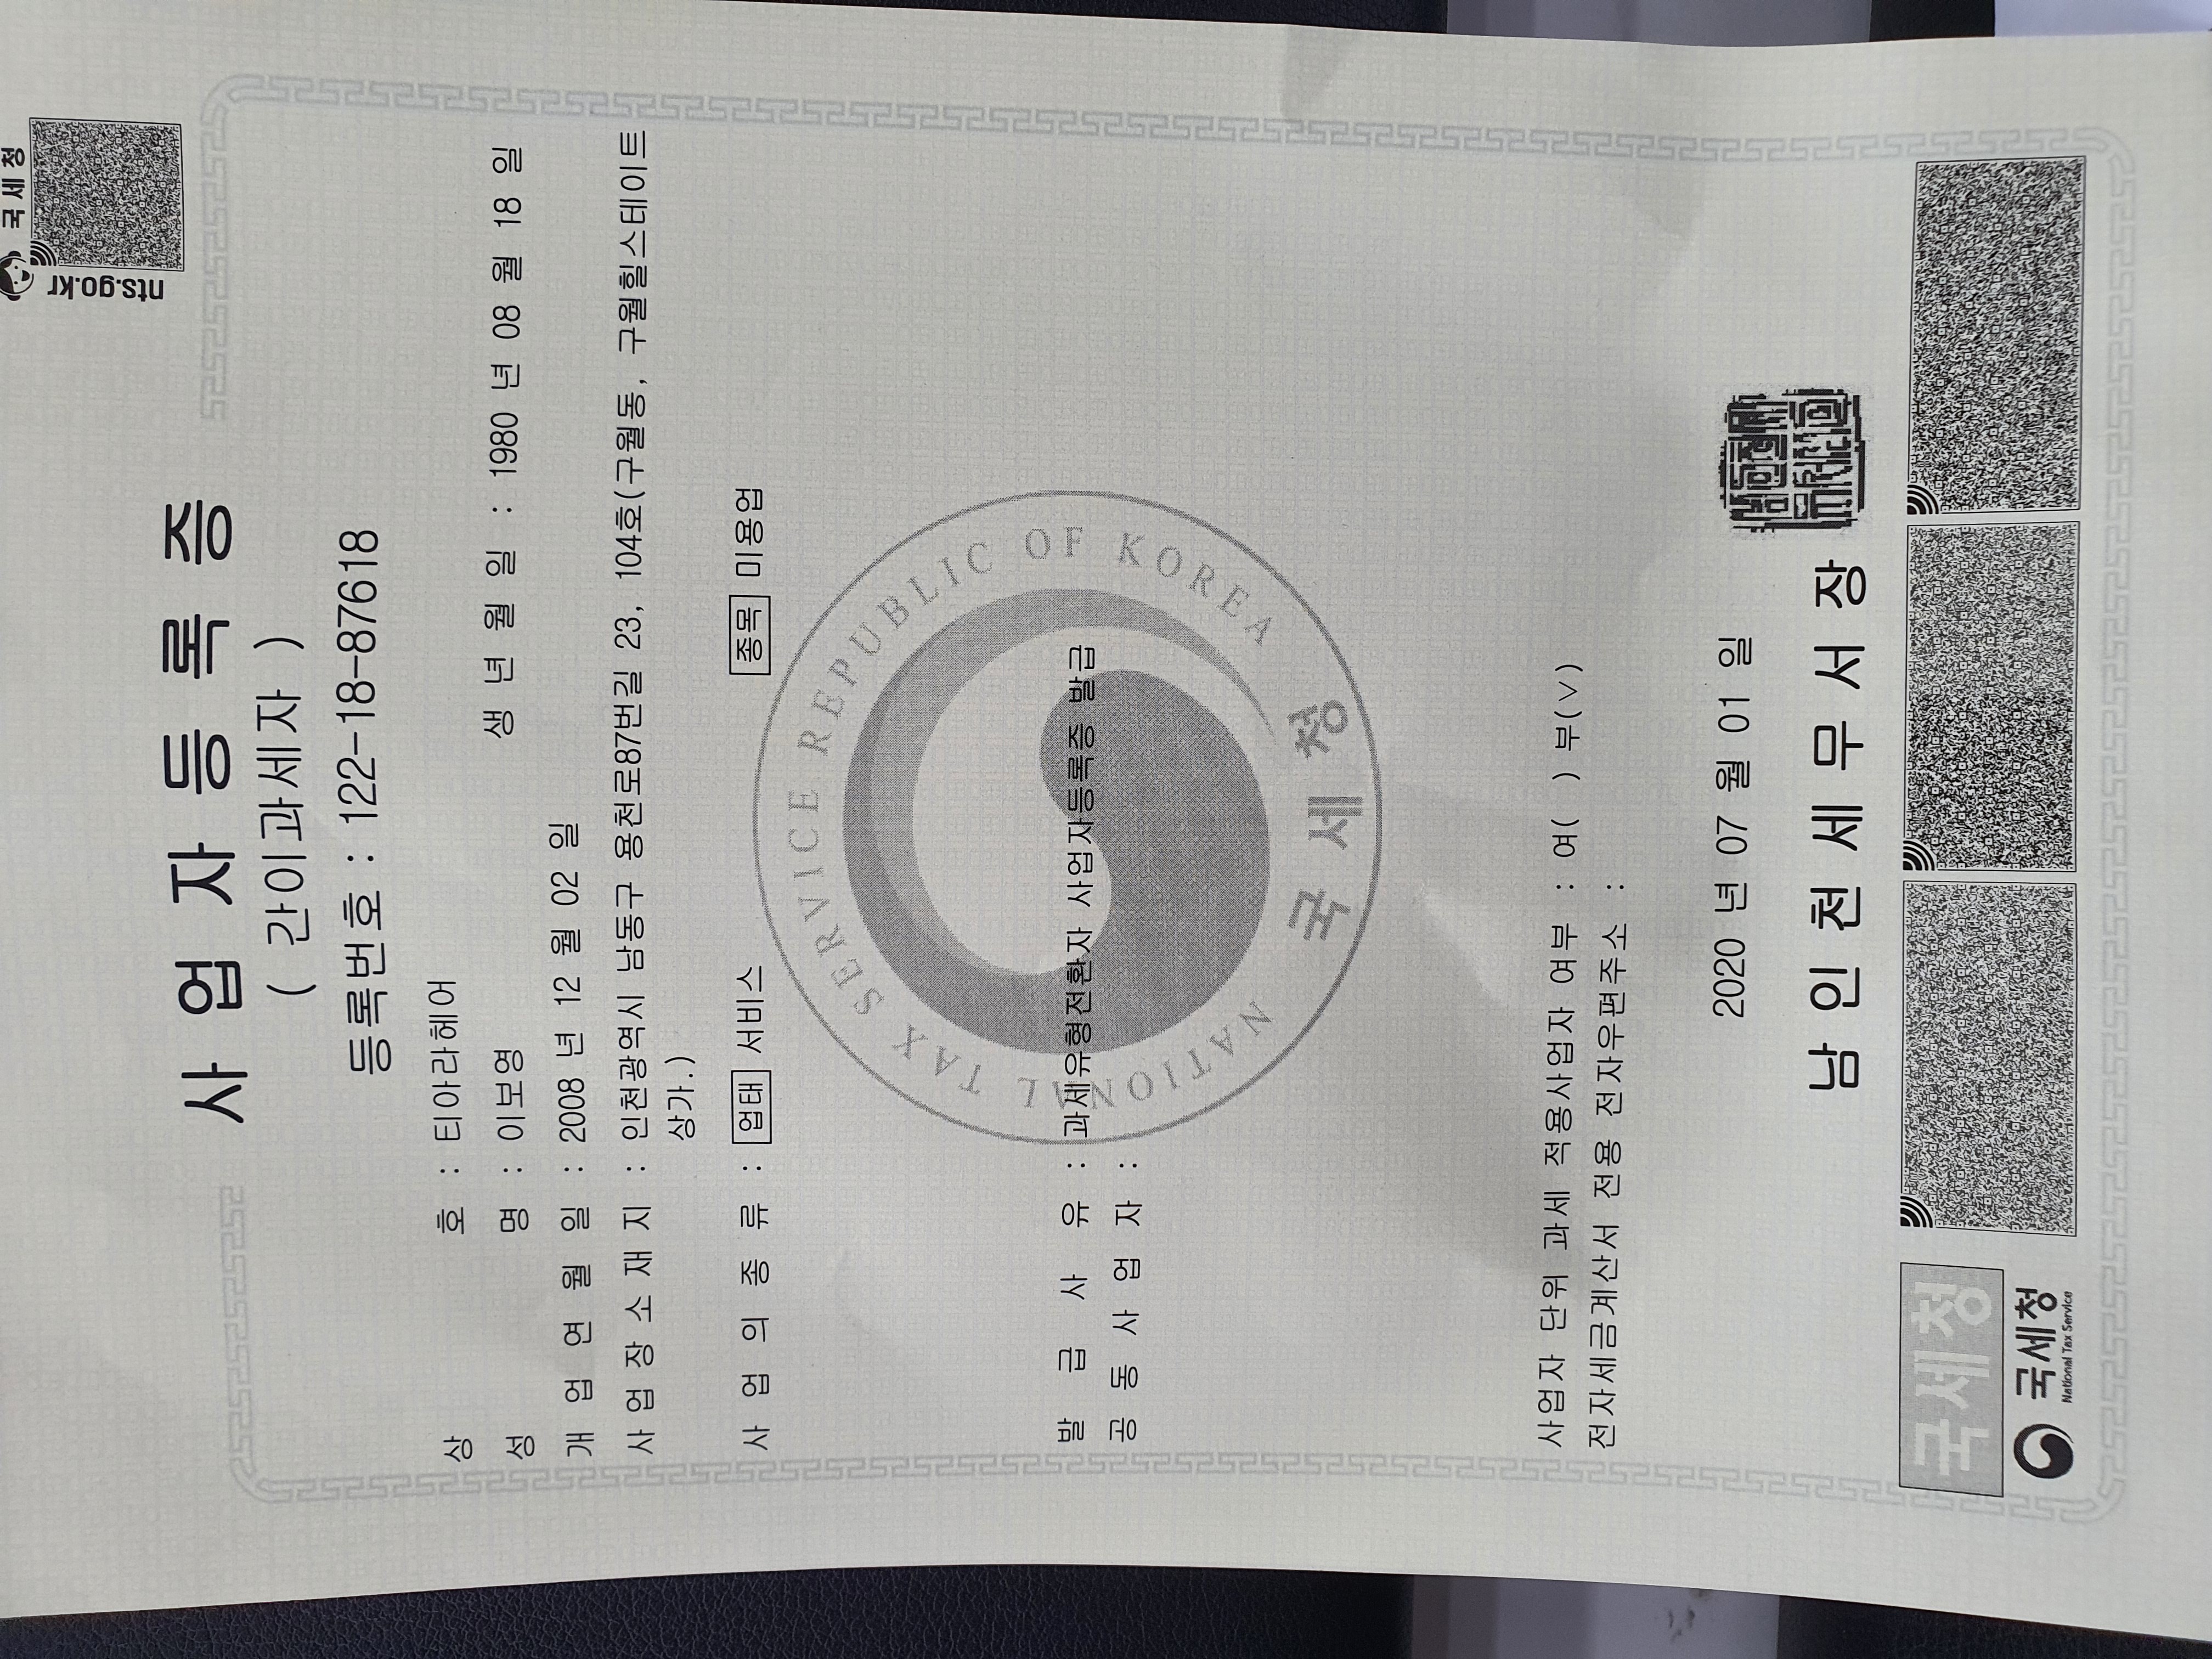 국세청
nts.go.kr
사업자등록증
( 간이과세자 )
등록번호 : 122-18-87618
상호 : 티아라헤어
성명 : 이보영 생년월일 : 1980 년 08 월 18 일
개업연월일 : 2008 년 12 월 02 일
사업장소재지 : 인천광역시 남동구 용천로87번길 23, 104호(구월동, 구월힐스테이트
상가.)
사업의종류 : 업태 서비스 종목 미용업
NATIONAL TAX SERVICE REPUBLIC OF KOREA
발급사유 : 과세유형전환자 사업자등록증 발급
공동사업자 :
국세청
사업자 단위 과세 적용사업자 여부 : 여( ) 부(v)
전자세금계산서 전용 전자우편주소 :
2020 년 07 월 01 일
남인천세무서장
국세청
국세청
National Tax Service